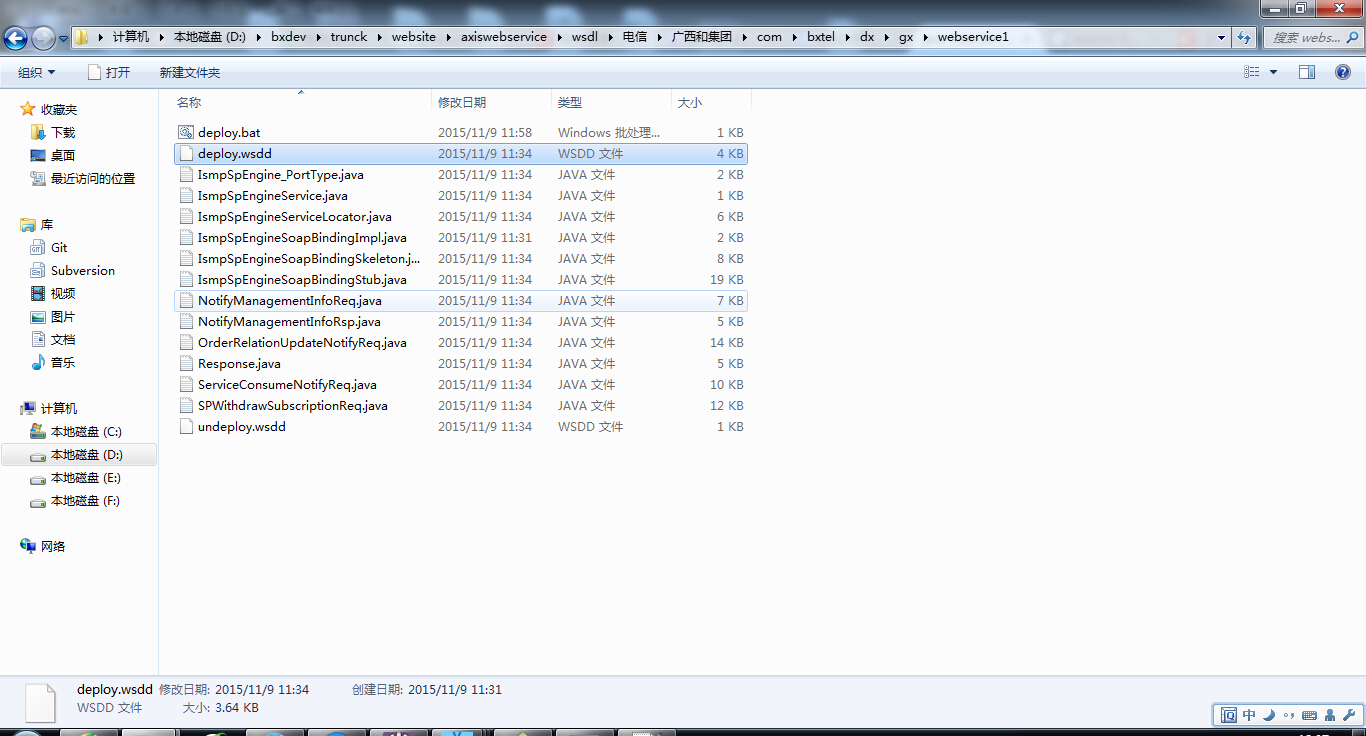 计算机 本地磁盘 (D:) bxdev trunck website axiswebservice wsdl 电信 广西和集团 com bxtel dx gx webservice1 搜索 webs...
组织 打开 新建文件夹
名称 修改日期 类型 大小
deploy.bat 2015/11/9 11:58 Windows 批处理... 1 KB
deploy.wsdd 2015/11/9 11:34 WSDD 文件 4 KB
IsmpSpEngine_PortType.java 2015/11/9 11:34 JAVA 文件 2 KB
IsmpSpEngineService.java 2015/11/9 11:34 JAVA 文件 1 KB
IsmpSpEngineServiceLocator.java 2015/11/9 11:34 JAVA 文件 6 KB
IsmpSpEngineSoapBindingImpl.java 2015/11/9 11:31 JAVA 文件 2 KB
IsmpSpEngineSoapBindingSkeleton.j... 2015/11/9 11:34 JAVA 文件 8 KB
IsmpSpEngineSoapBindingStub.java 2015/11/9 11:34 JAVA 文件 19 KB
NotifyManagementInfoReq.java 2015/11/9 11:34 JAVA 文件 7 KB
NotifyManagementInfoRsp.java 2015/11/9 11:34 JAVA 文件 5 KB
OrderRelationUpdateNotifyReq.java 2015/11/9 11:34 JAVA 文件 14 KB
Response.java 2015/11/9 11:34 JAVA 文件 5 KB
ServiceConsumeNotifyReq.java 2015/11/9 11:34 JAVA 文件 10 KB
SPWithdrawSubscriptionReq.java 2015/11/9 11:34 JAVA 文件 12 KB
undeploy.wsdd 2015/11/9 11:34 WSDD 文件 1 KB
收藏夹
下载
桌面
最近访问的位置
库
Git
Subversion
视频
图片
文档
音乐
计算机
本地磁盘 (C:)
本地磁盘 (D:)
本地磁盘 (E:)
本地磁盘 (F:)
网络
deploy.wsdd 修改日期: 2015/11/9 11:34 创建日期: 2015/11/9 11:31
WSDD 文件 大小: 3.64 KB
中